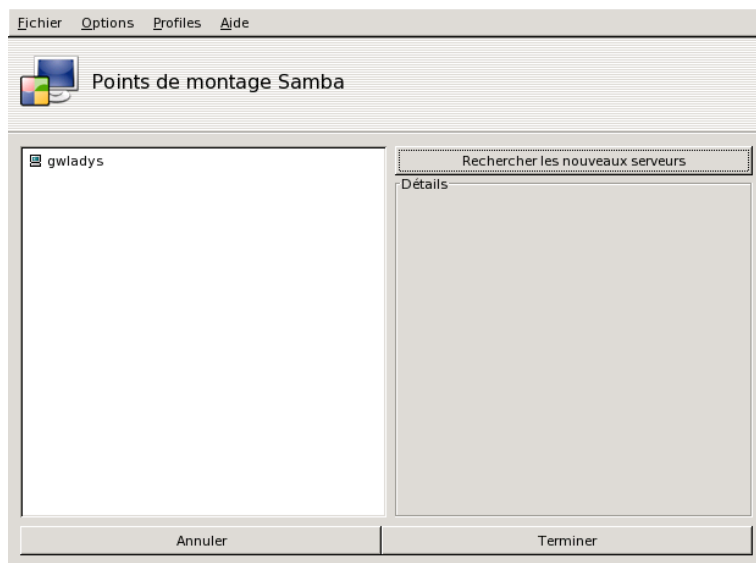 Fichier Options Profiles Aide
Points de montage Samba
gwladys
Rechercher les nouveaux serveurs
Détails
Annuler Terminer